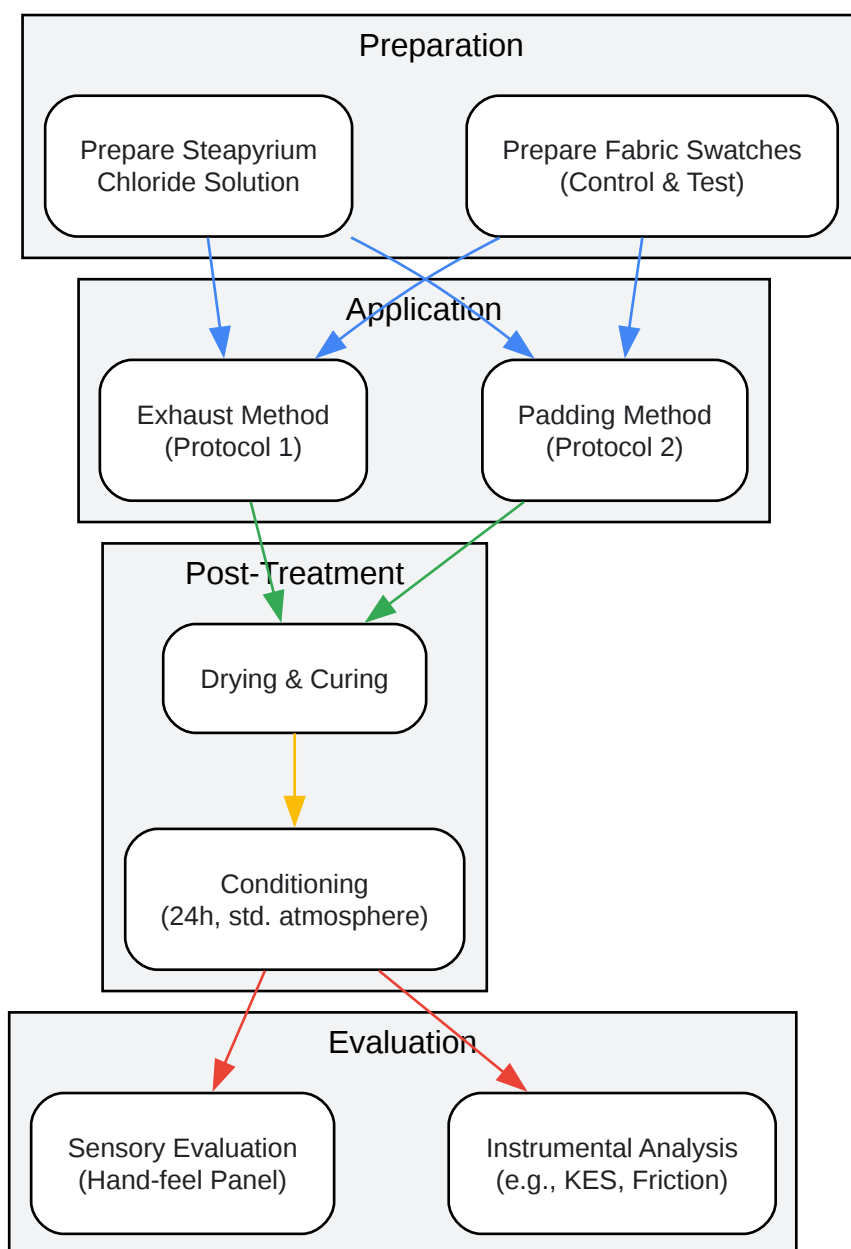 Preparation
Prepare Steapyrium
Chloride Solution
Prepare Fabric Swatches
(Control & Test)
Application
Exhaust Method
(Protocol 1)
Padding Method
(Protocol 2)
Post-Treatment
Drying & Curing
Conditioning
(24h, std. atmosphere)
Evaluation
Sensory Evaluation
(Hand-feel Panel)
Instrumental Analysis
(e.g., KES, Friction)